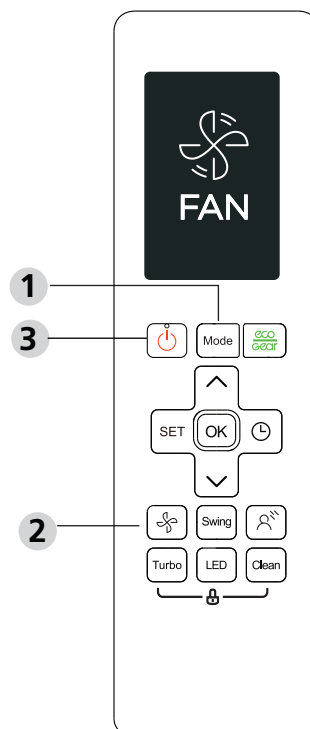 FAN
1
3
Mode
eco
Gear
SET
OK
2
Swing
Turbo
LED
Clean